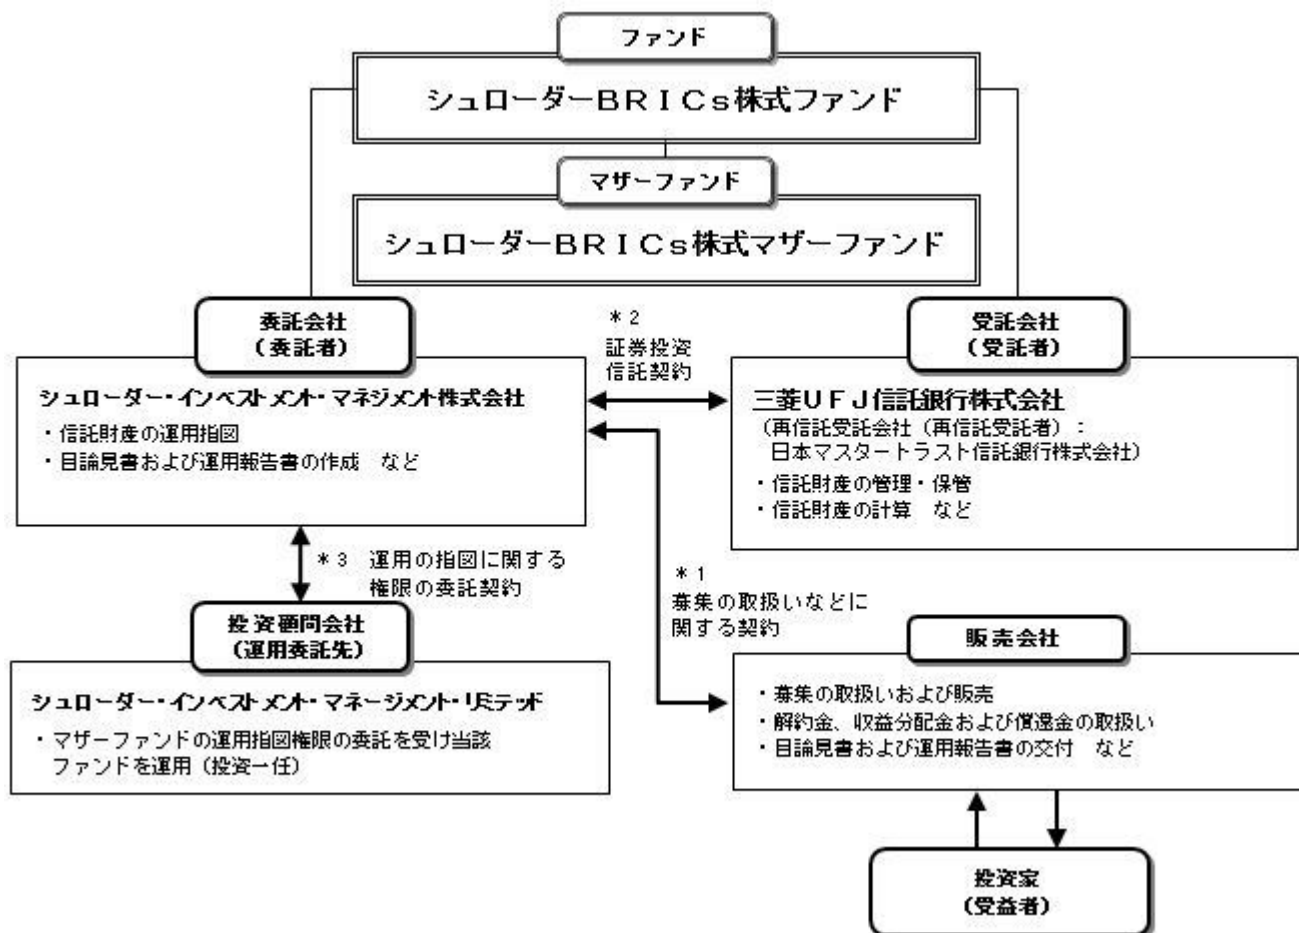 ファンド
シュローダーBRICs株式ファンド
マザーファンド
シュローダーBRICs株式マザーファンド
委託会社
(委託者)
シュローダー・インベストメント・マネジメント株式会社
・信託財産の運用指図
・目論見書および運用報告書の作成 など
*2
証券投資
信託契約
受託会社
(受託者)
三菱UFJ信託銀行株式会社
(再信託受託会社(再信託受託者):
日本マスタートラスト信託銀行株式会社)
・信託財産の管理・保管
・信託財産の計算 など
*3 運用の指図に関する
権限の委託契約
*1
募集の取扱いなどに
関する契約
投資顧問会社
(運用委託先)
シュローダー・インベストメント・マネージメント・リミテッド
・マザーファンドの運用指図権限の委託を受け当該
ファンドを運用(投資一任)
販売会社
・募集の取扱いおよび販売
・解約金、収益分配金および償還金の取扱い
・目論見書および運用報告書の交付 など
投資家
(受益者)